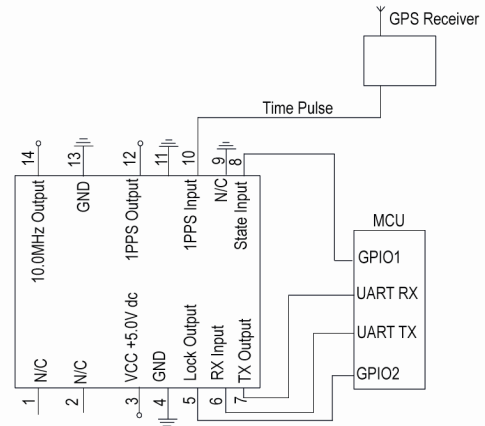 GPS Receiver
Time Pulse
14
13
12
11
10
9
8
10.0MHz Output
GND
1PPS Output
1PPS Input
N/C
State Input
MCU
GPIO1
UART RX
UART TX
GPIO2
N/C
N/C
VCC +5.0V dc
GND
Lock Output
RX Input
TX Output
1
2
3
4
5
6
7